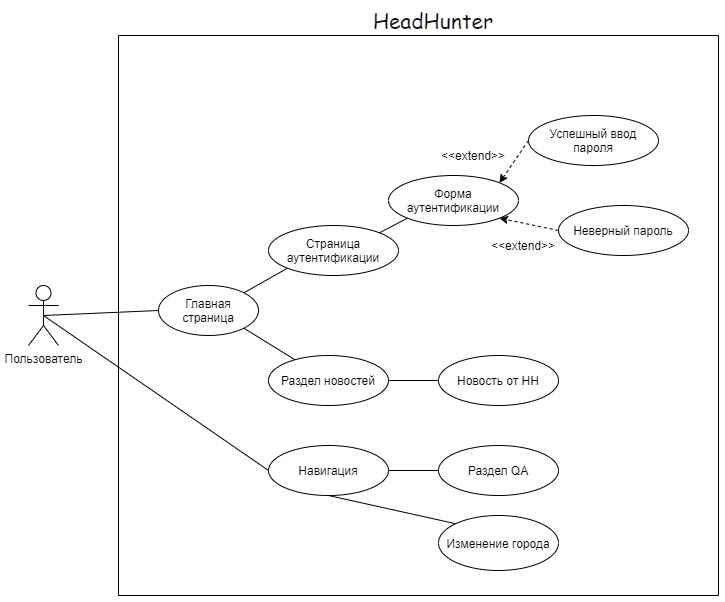 HeadHunter
Успешный ввод
пароля
<<extend>>
Форма
аутентификации
Неверный пароль
<<extend>>
Страница
аутентификации
Главная
страница
Пользователь
Раздел новостей
Новость от HH
Навигация
Раздел QA
Изменение города